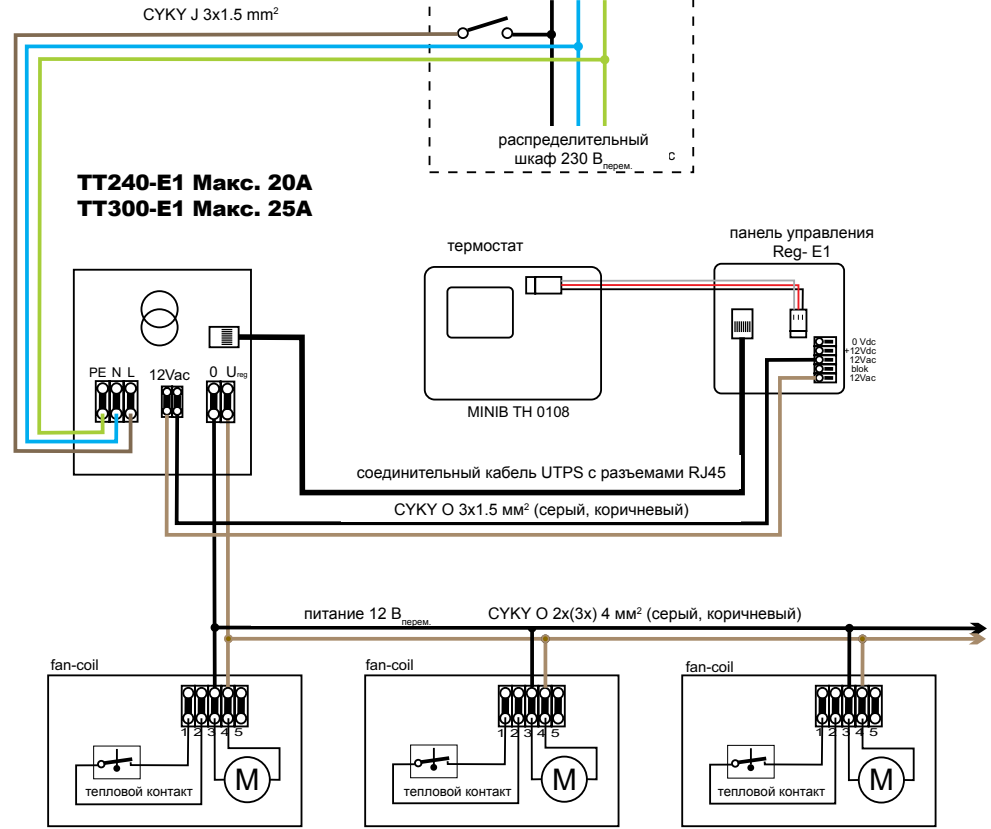 CYKY J 3x1.5 mm²
распределительный
шкаф 230 В перем. с
TT240-E1 Макс. 20A
TT300-E1 Макс. 25A
термостат
панель управления
Reg- E1
0 Vdc
+12Vdc
12Vac
blok
12Vac
PE N L 12Vac 0 Ureg
MINIB TH 0108
соединительный кабель UTPS с разъемами RJ45
CYKY O 3x1.5 мм² (серый, коричневый)
питание 12 В перем. CYKY O 2x(3x) 4 мм² (серый, коричневый)
fan-coil fan-coil fan-coil
1 2 3 4 5 1 2 3 4 5 1 2 3 4 5
M M M
тепловой контакт тепловой контакт тепловой контакт